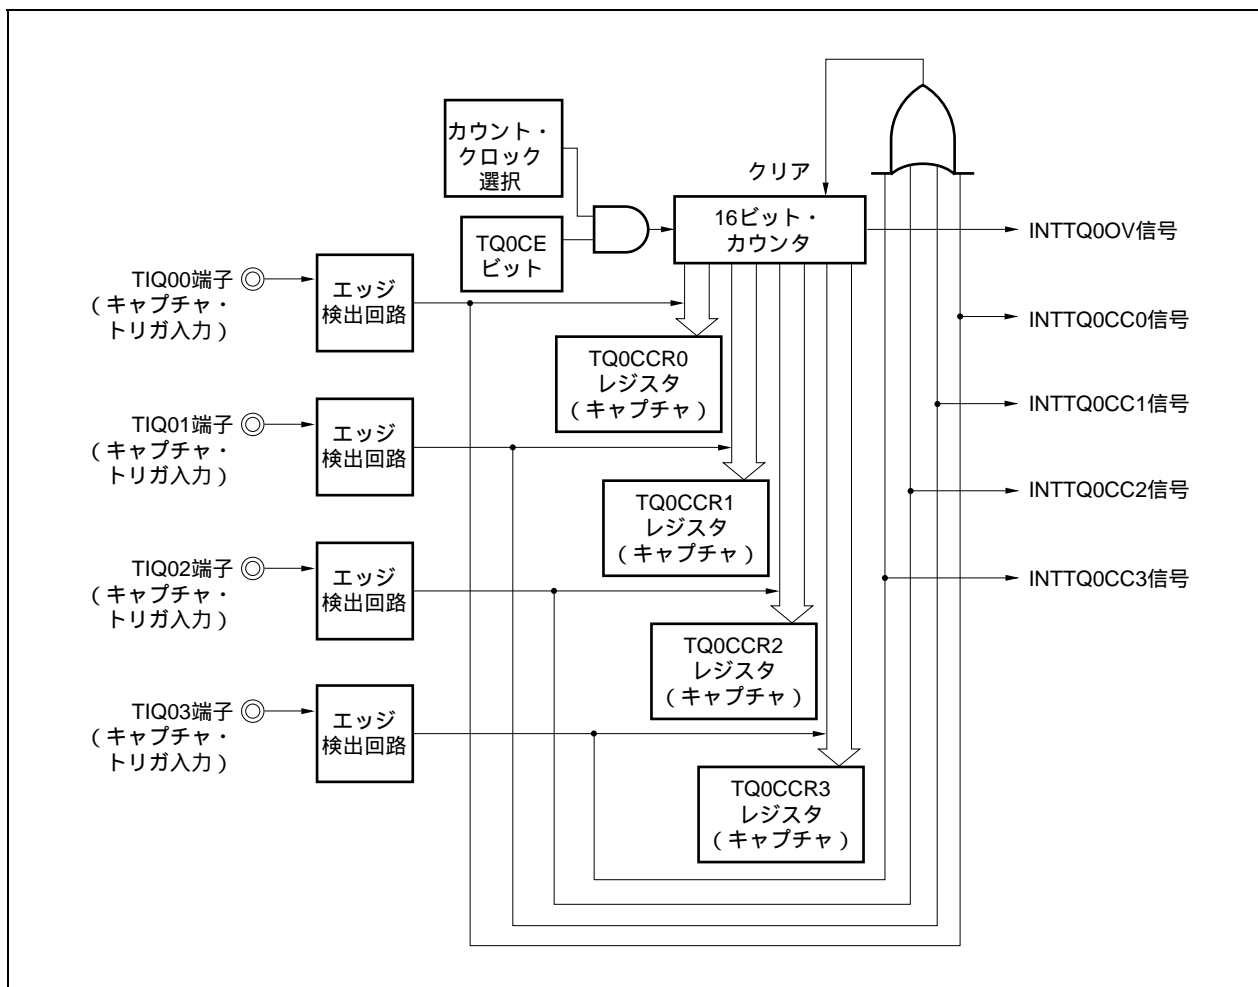 カウント・
クロック
選択
クリア
16ビット・
カウンタ
TQ0CE
ビット
INTTQ0OV信号
TIQ00端子
（キャプチャ・
トリガ入力）
エッジ
検出回路
INTTQ0CC0信号
TQ0CCR0
レジスタ
（キャプチャ）
TIQ01端子
（キャプチャ・
トリガ入力）
エッジ
検出回路
INTTQ0CC1信号
TQ0CCR1
レジスタ
（キャプチャ）
INTTQ0CC2信号
TIQ02端子
（キャプチャ・
トリガ入力）
エッジ
検出回路
INTTQ0CC3信号
TQ0CCR2
レジスタ
（キャプチャ）
TIQ03端子
（キャプチャ・
トリガ入力）
エッジ
検出回路
TQ0CCR3
レジスタ
（キャプチャ）